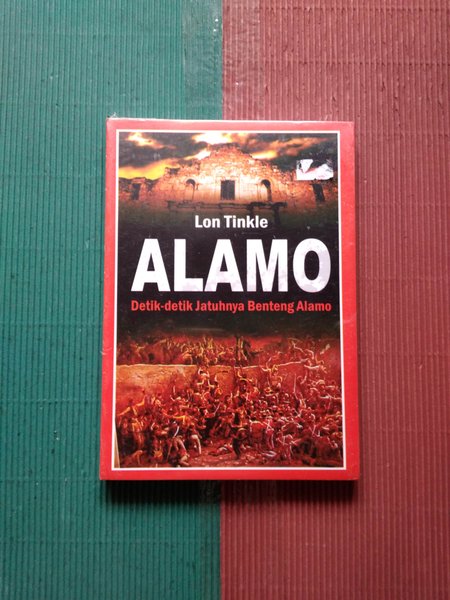 Lon Tinkle
ALAMO
Detik-detik Jatuhnya Benteng Alamo